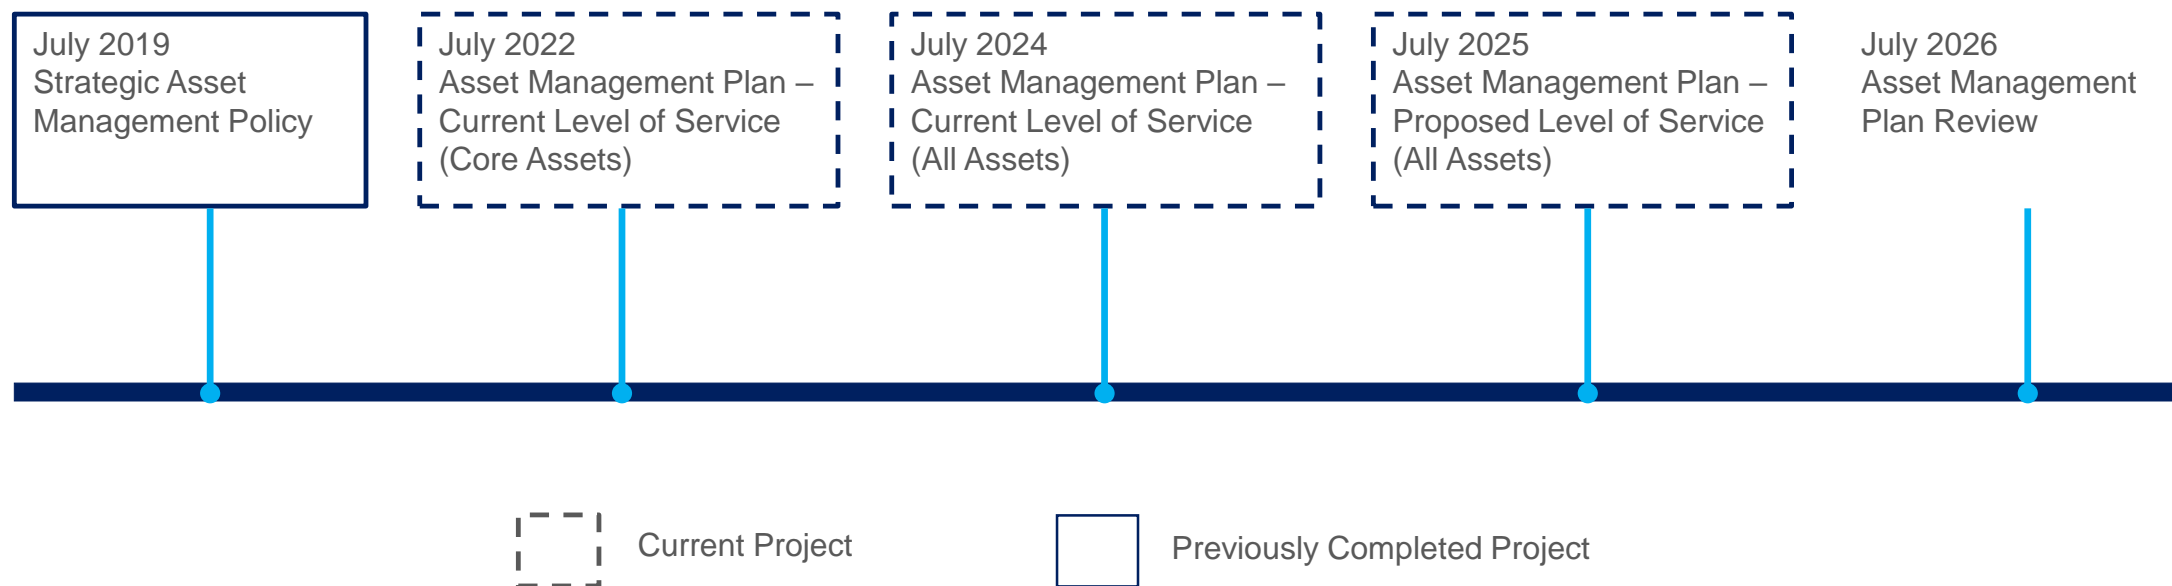 July 2019
Strategic Asset
Management Policy
July 2022
Asset Management Plan –
Current Level of Service
(Core Assets)
July 2024
Asset Management Plan –
Current Level of Service
(All Assets)
July 2025
Asset Management Plan –
Proposed Level of Service
(All Assets)
July 2026
Asset Management
Plan Review
Current Project
Previously Completed Project